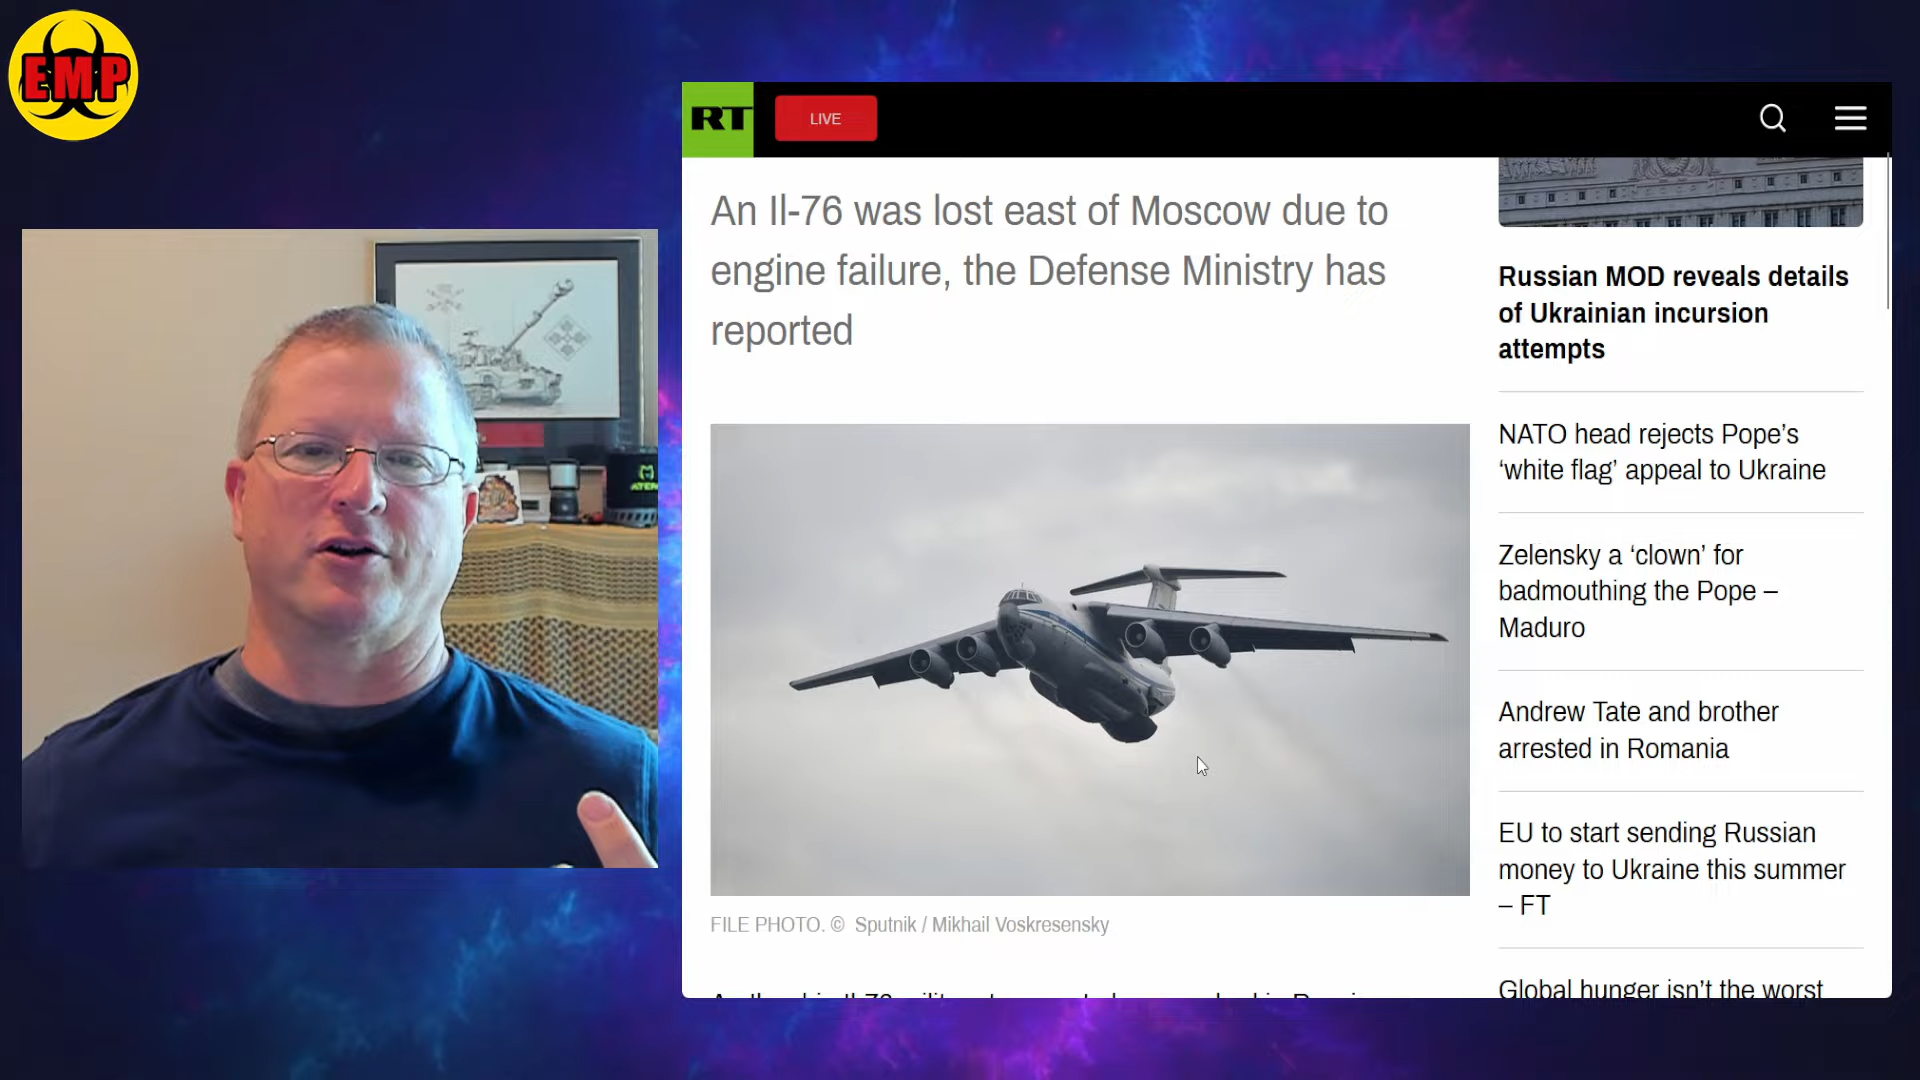 EMP
RT
LIVE
An Il-76 was lost east of Moscow due to
engine failure, the Defense Ministry has
reported
FILE PHOTO. © Sputnik / Mikhail Voskresensky
Russian MOD reveals details
of Ukrainian incursion
attempts
NATO head rejects Pope’s
‘white flag’ appeal to Ukraine
Zelensky a ‘clown’ for
badmouthing the Pope –
Maduro
Andrew Tate and brother
arrested in Romania
EU to start sending Russian
money to Ukraine this summer
– FT
Global hunger isn’t the worst